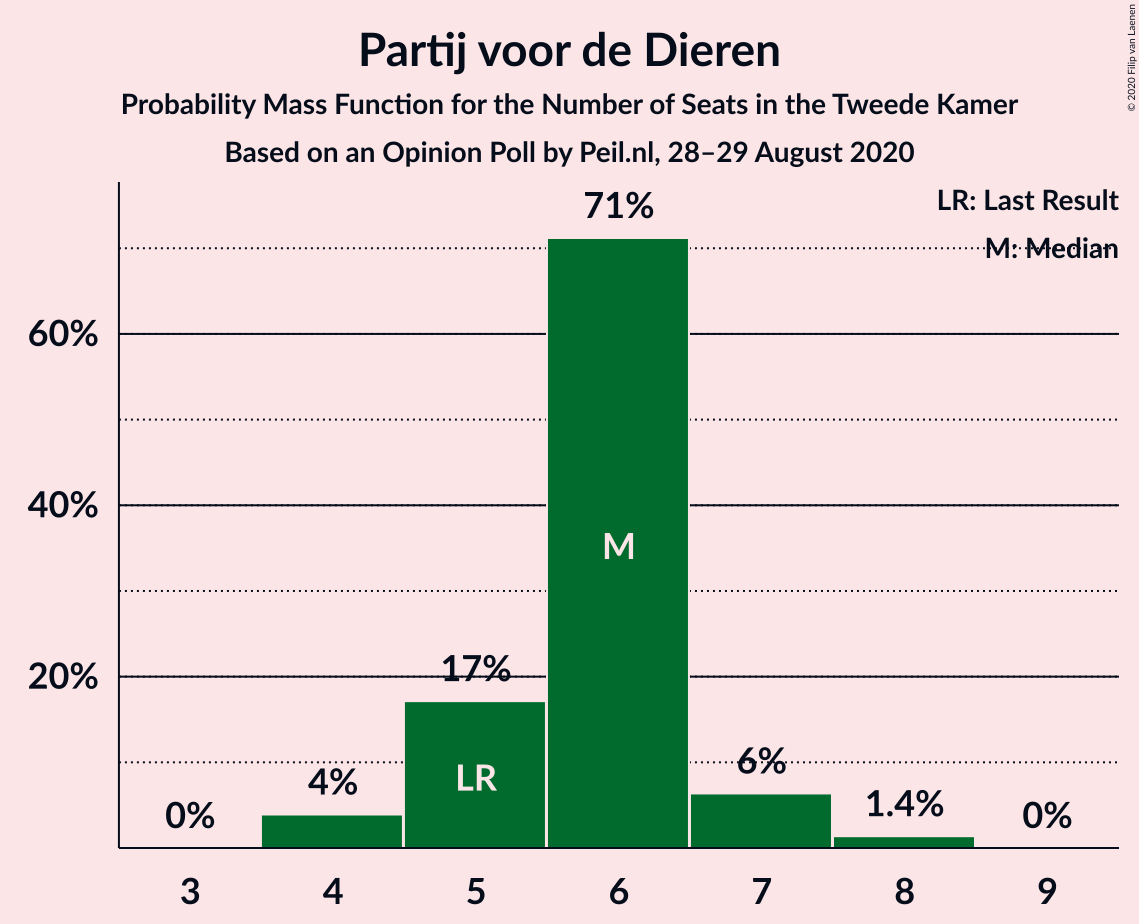 Partij voor de Dieren
Probability Mass Function for the Number of Seats in the Tweede Kamer
Based on an Opinion Poll by Peil.nl, 28–29 August 2020
© 2020 Filip van Laenen
LR: Last Result
M: Median
71%
60%
40%
M
20%
17%
LR
6%
4%
1.4%
0%
0%
3 4 5 6 7 8 9